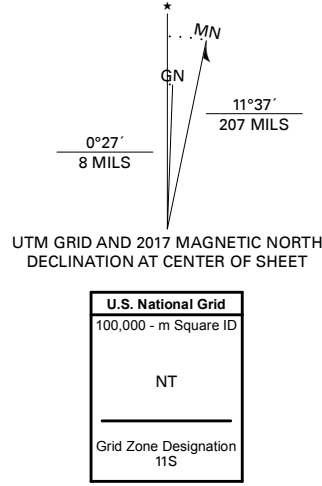 ★
MN
GN
11°37´
207 MILS
0°27´
8 MILS
UTM GRID AND 2017 MAGNETIC NORTH
DECLINATION AT CENTER OF SHEET
U.S. National Grid
100,000 - m Square ID
NT
Grid Zone Designation
11S